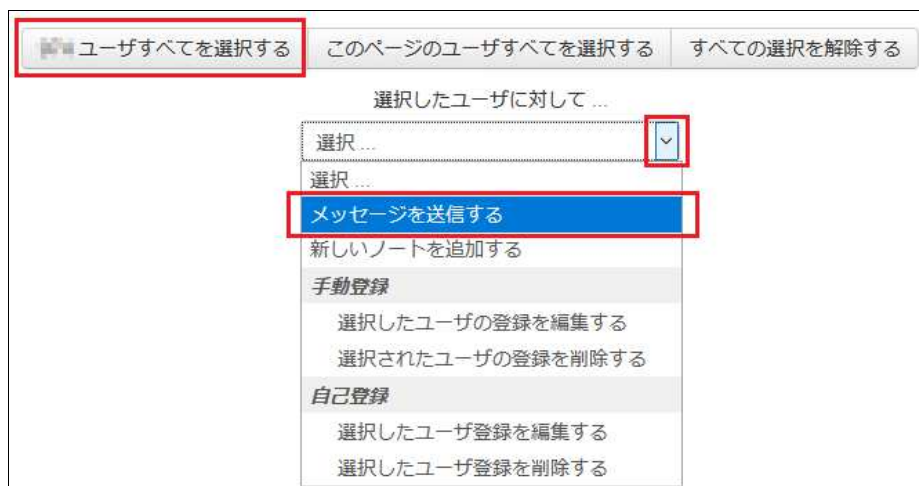 ユーザすべてを選択する このページのユーザすべてを選択する すべての選択を解除する
選択したユーザに対して ...
選択 ...
選択 ...
メッセージを送信する
新しいノートを追加する
手動登録
選択したユーザの登録を編集する
選択されたユーザの登録を削除する
自己登録
選択したユーザ登録を編集する
選択したユーザ登録を削除する